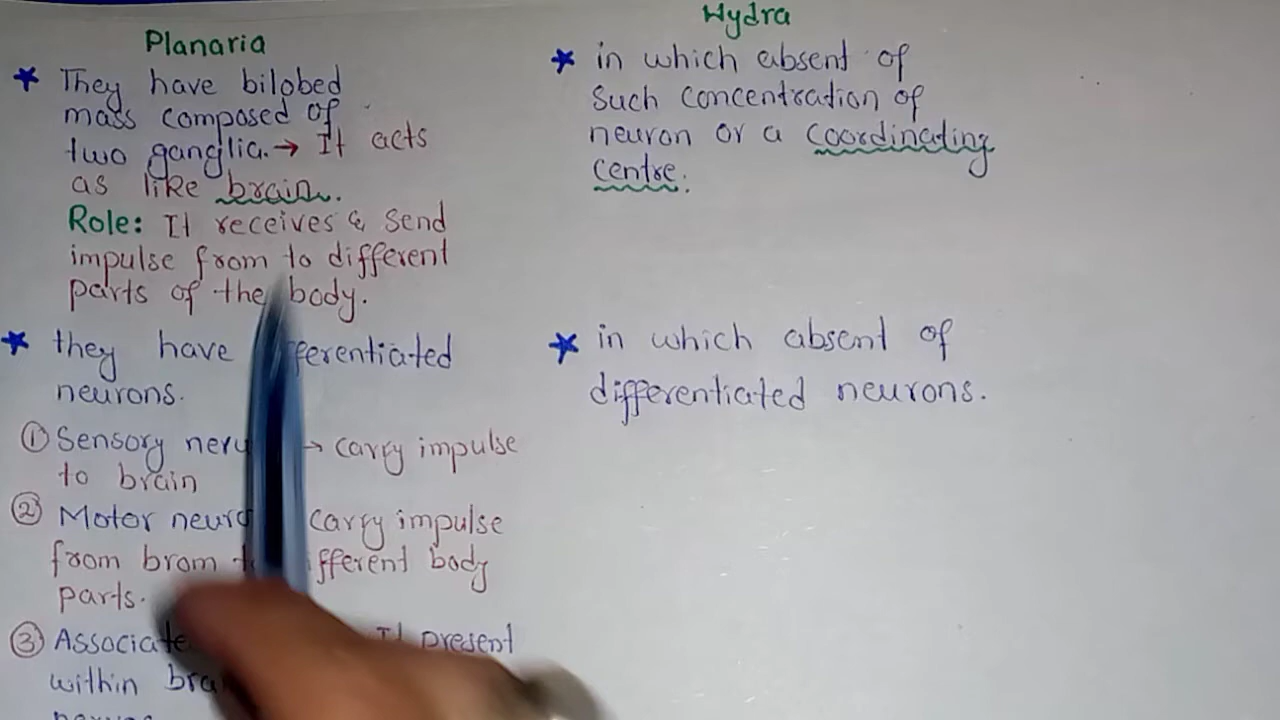 Planaria
They have bilobed
mass composed of
two ganglia.→ It acts
as like brain.
Role: It receives & Send
impulse from to different
parts of the body.
they have
neurons.
① Sensory → carry impulse
to brain
② Motor carry impulse
from brom body
parts.
③ It present
within
Hydra
in which absent of
Such concentration of
neuron or a coordinating
centre.
in which absent of
differentiated neurons.